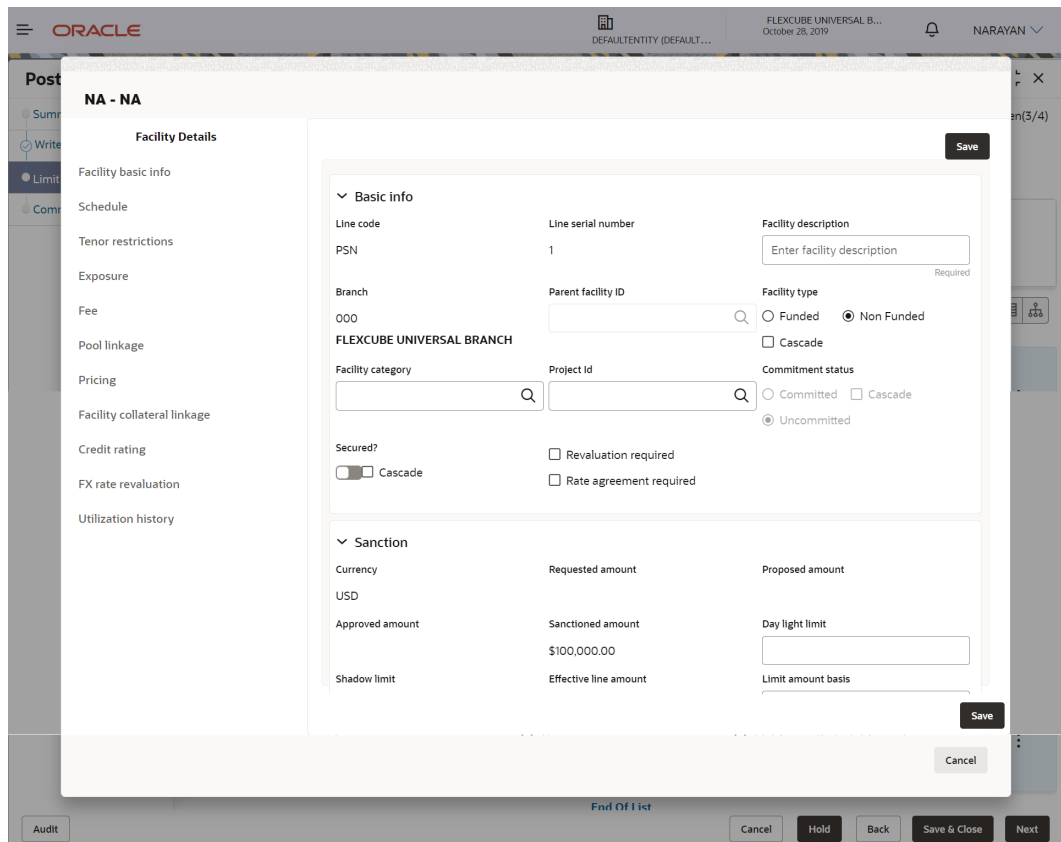 ORACLE
DEFAULTENTITY (DEFAULT...
FLEXCUBE UNIVERSAL B...
October 28, 2019
NARAYAN
Post
Summ
Write
Limit
Comm
en(3/4)
NA - NA
Facility Details
Facility basic info
Schedule
Tenor restrictions
Exposure
Fee
Pool linkage
Pricing
Facility collateral linkage
Credit rating
FX rate revaluation
Utilization history
Save
Basic info
Line code
Line serial number
Facility description
PSN
1
Enter facility description
Required
Branch
Parent facility ID
Facility type
000
Funded
Non Funded
FLEXCUBE UNIVERSAL BRANCH
Cascade
Facility category
Project Id
Commitment status
Committed
Cascade
Uncommitted
Secured?
Cascade
Revaluation required
Rate agreement required
Sanction
Currency
Requested amount
Proposed amount
USD
Approved amount
Sanctioned amount
Day light limit
$100,000.00
Shadow limit
Effective line amount
Limit amount basis
Save
Cancel
End Of List
Audit
Cancel
Hold
Back
Save & Close
Next